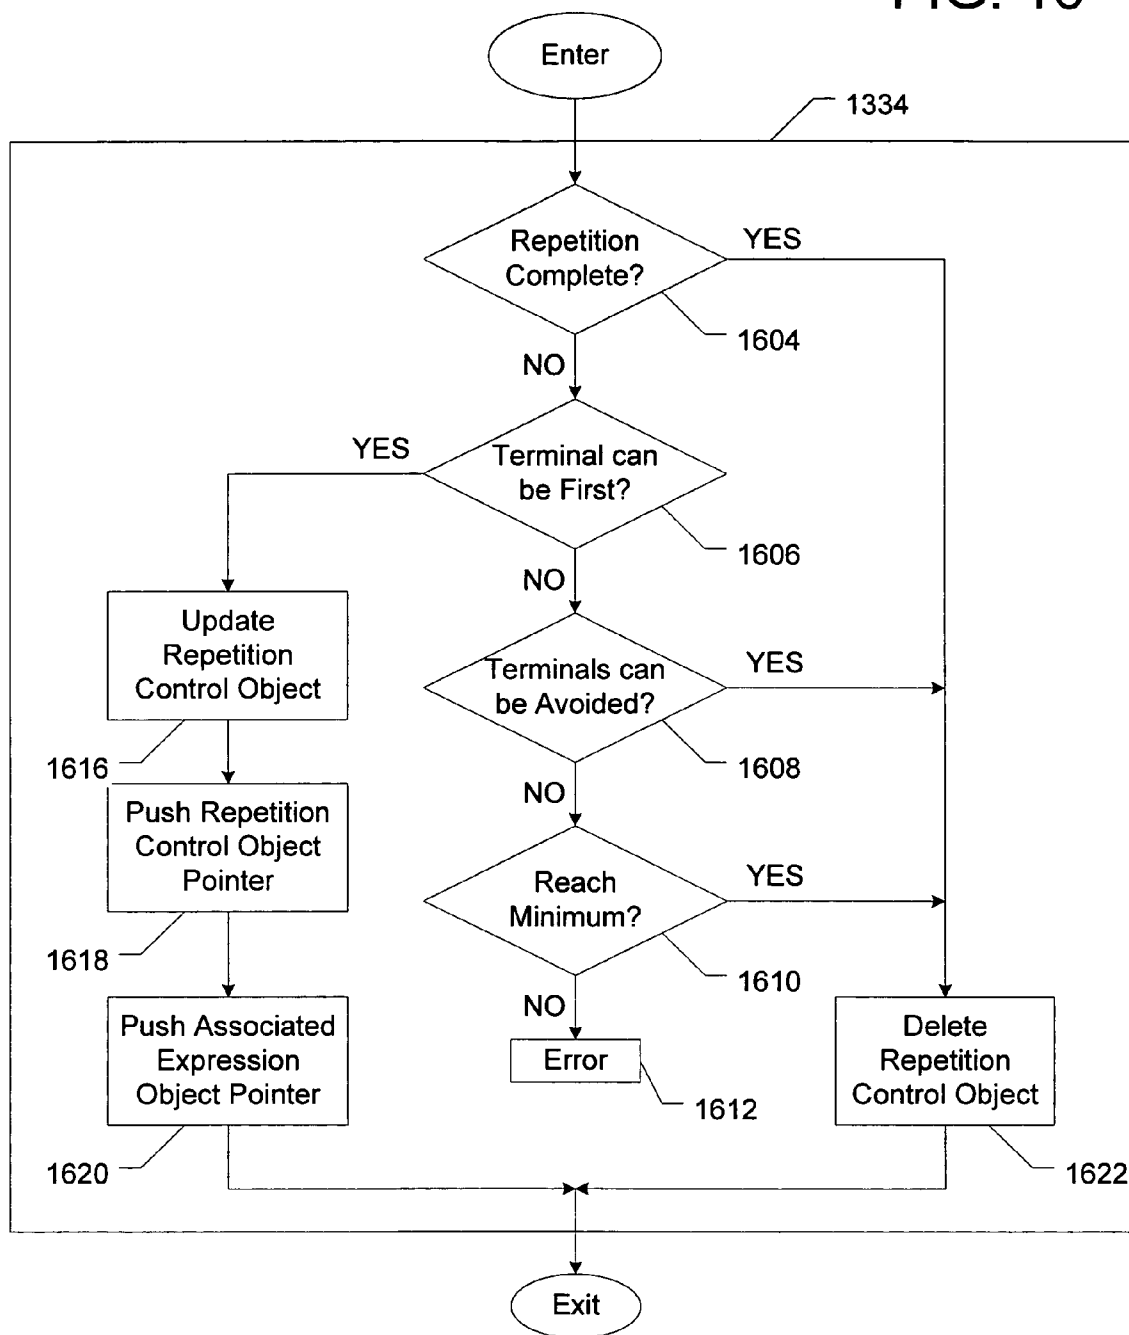 FIG. 16
Enter
1334
Repetition
Complete?
YES
1604
NO
Terminal can
be First?
YES
1606
NO
Update
Repetition
Control Object
1616
Terminals can
be Avoided?
YES
1608
NO
Push Repetition
Control Object
Pointer
1618
Reach
Minimum?
YES
1610
NO
Push Associated
Expression
Object Pointer
1620
Error
1612
Delete
Repetition
Control Object
1622
Exit